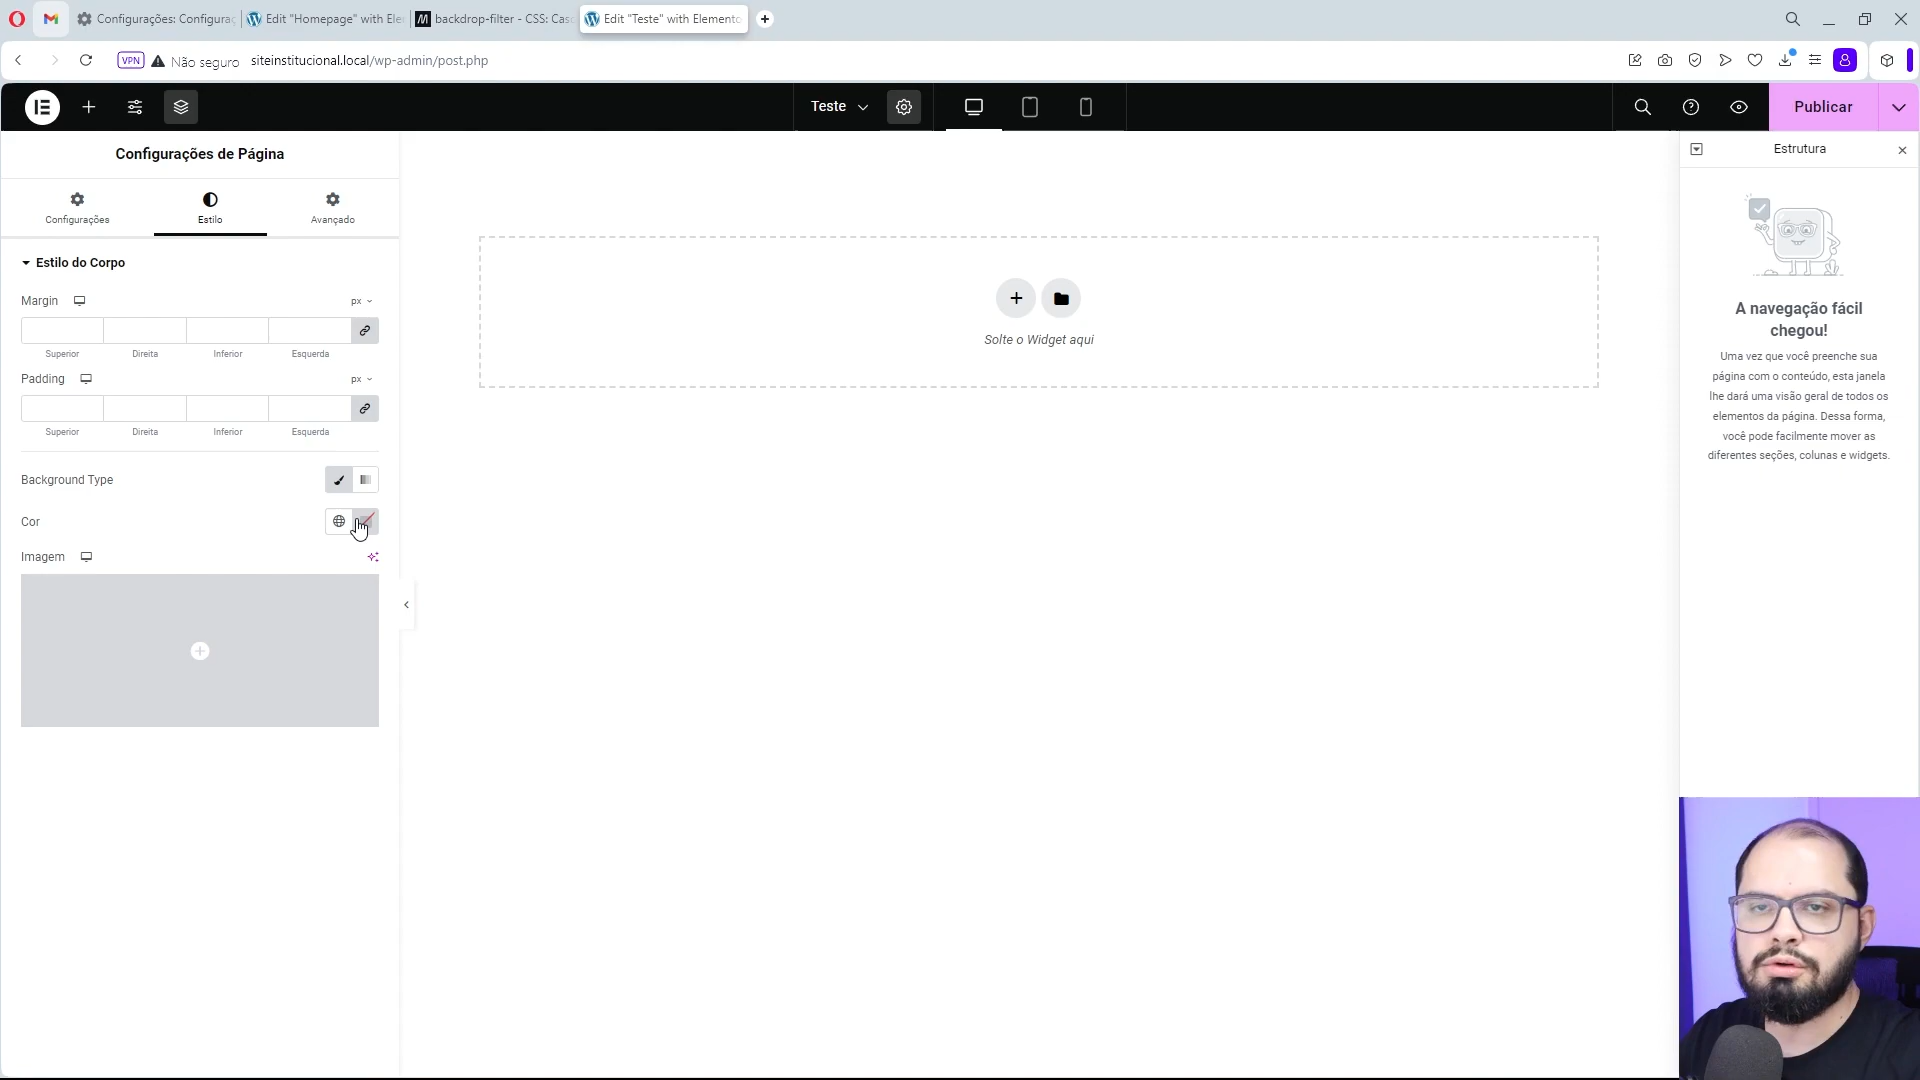 Configurações: Configuraç
Edit "Homepage" with Ele
backdrop-filter - CSS: Casc
Edit "Teste" with Elemento
VPN
Não seguro
siteinstitucional.local/wp-admin/post.php
Teste
Publicar
Configurações de Página
Estrutura
Configurações
Estilo
Avançado
Estilo do Corpo
Margin
px
Superior
Direita
Inferior
Esquerda
Padding
px
Superior
Direita
Inferior
Esquerda
Background Type
Cor
Imagem
Solte o Widget aqui
A navegação fácil
chegou!
Uma vez que você preenche sua
página com o conteúdo, esta janela
lhe dará uma visão geral de todos os
elementos da página. Dessa forma,
você pode facilmente mover as
diferentes seções, colunas e widgets.